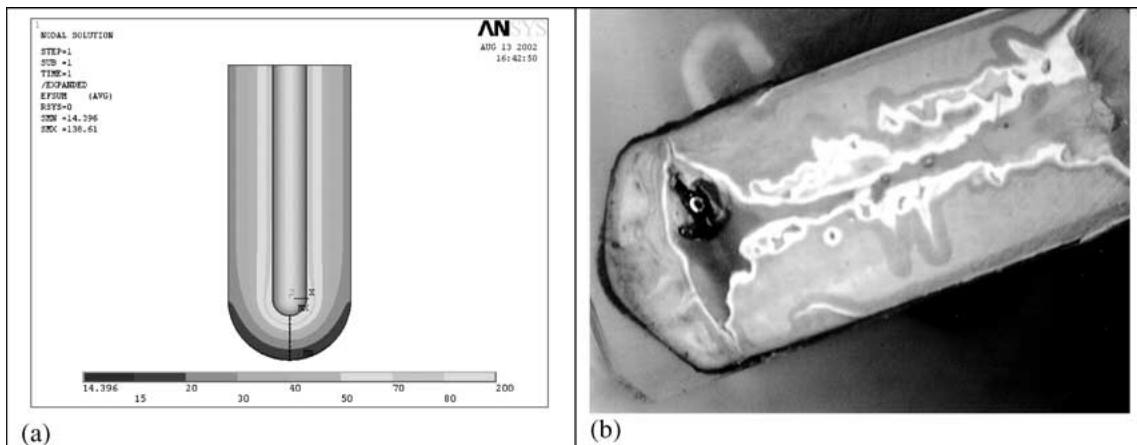 1
NODAL SOLUTION
STEP=1
SUB =1
TIME=1
/EXPANDED
EFSUM (AVG)
RSYS=0
SMN =14.396
SMX =138.61
ANSYS
AUG 13 2002
16:42:50
Z X
MX
14.396 20 40 70 200
15 30 50 80
(a)
(b)